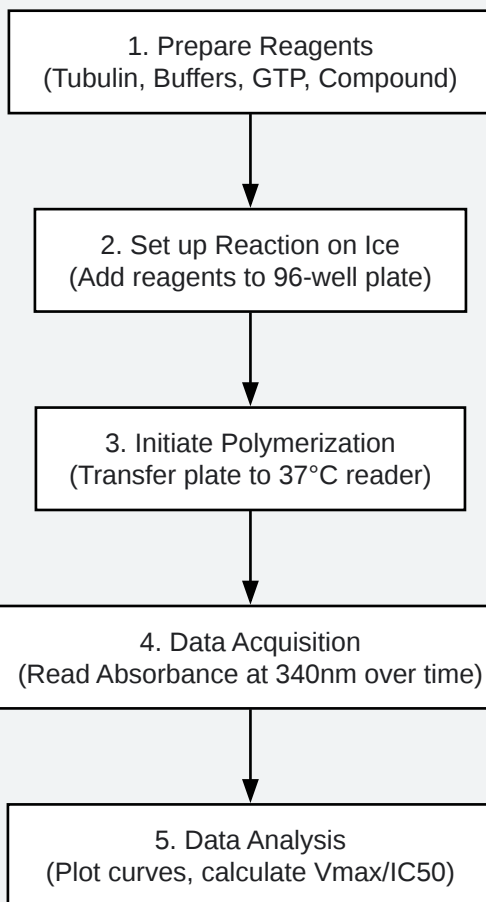 1. Prepare Reagents
(Tubulin, Buffers, GTP, Compound)
2. Set up Reaction on Ice
(Add reagents to 96-well plate)
3. Initiate Polymerization
(Transfer plate to 37°C reader)
4. Data Acquisition
(Read Absorbance at 340nm over time)
5. Data Analysis
(Plot curves, calculate Vmax/IC50)